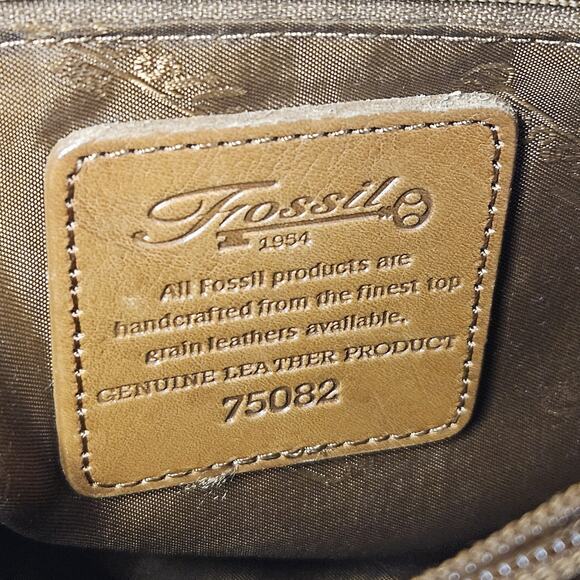 Fossil
1954
All Fossil products are
handcrafted from the finest top
grain leathers available.
GENUINE LEATHER PRODUCT
75082